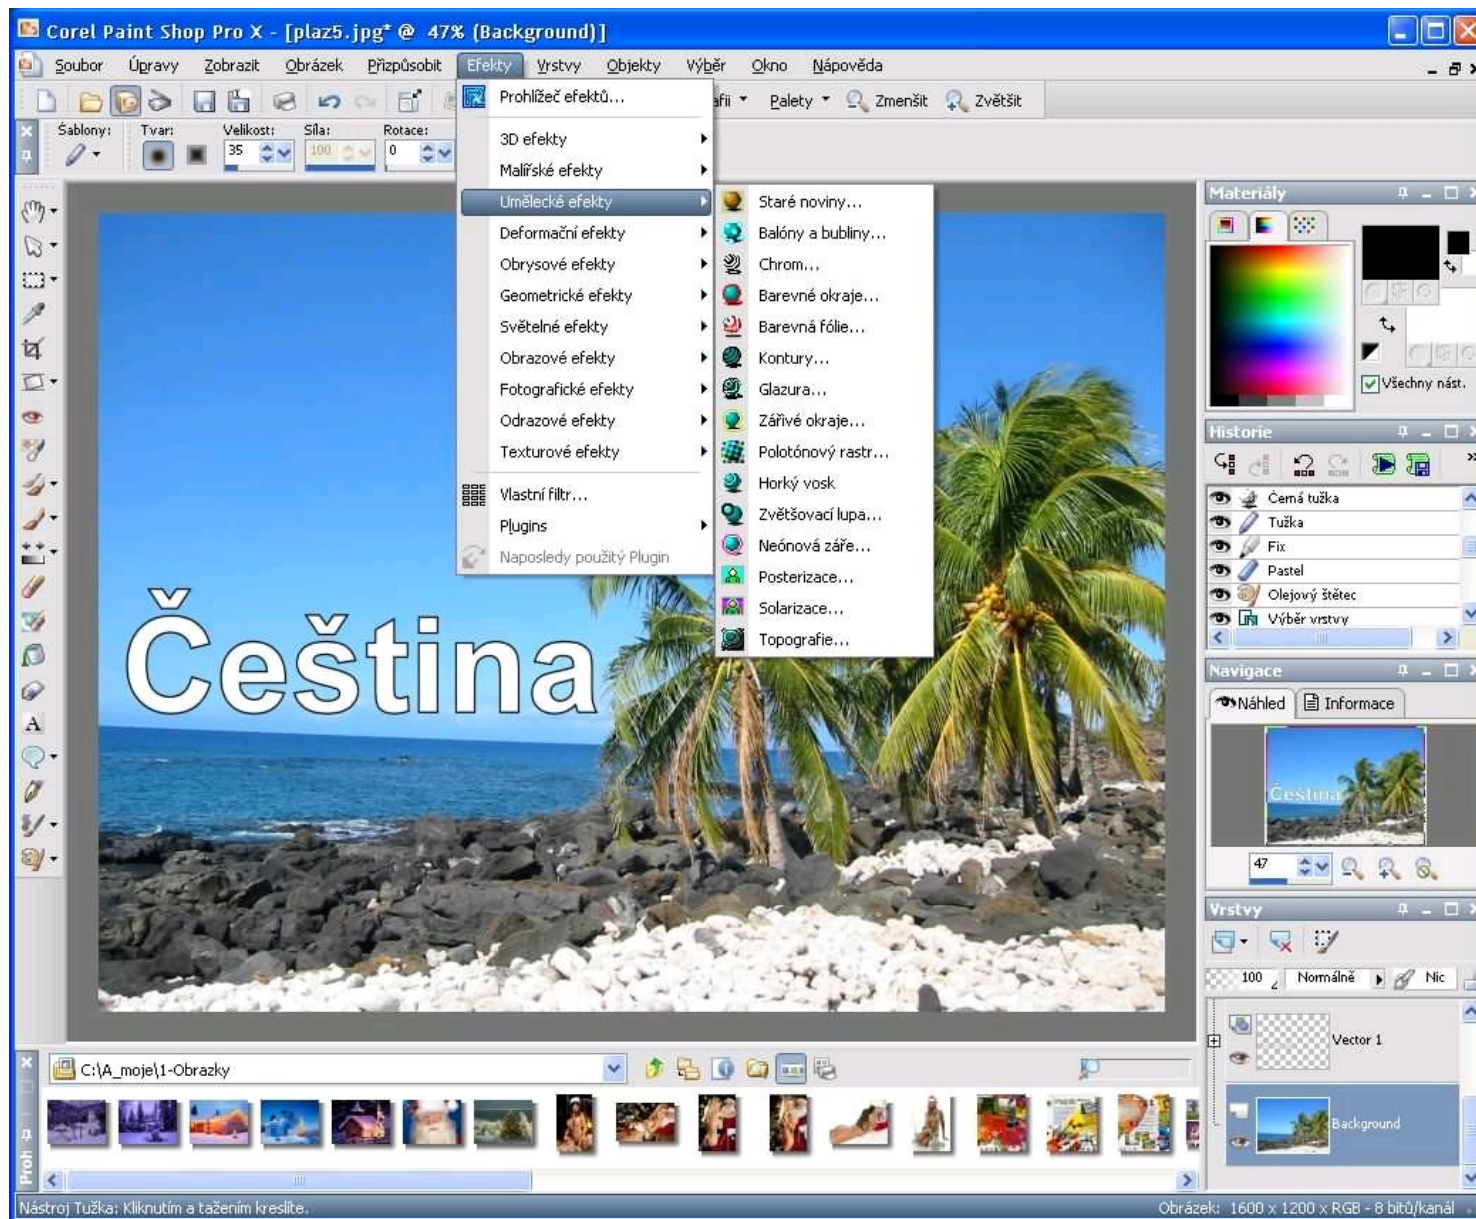 Corel Paint Shop Pro X - [plaz5.jpg* @ 47% (Background)]
Soubor Úpravy Zobrazit Obrázek Přizpůsobit Efekty Vrstvy Objekty Výběr Okno Nápověda
Palety Zmenšit Zvětšit
Šablony: Tvar: Velikost: Síla: Rotace:
35 100 0
Prohlížeč efektů...
3D efekty
Malířské efekty
Umělecké efekty
Deformační efekty
Obrysové efekty
Geometrické efekty
Světelné efekty
Obrazové efekty
Fotografické efekty
Odrazové efekty
Texturové efekty
Vlastní filtr...
Plugins
Naposledy použitý Plugin
Staré noviny...
Balóny a bubliny...
Chrom...
Barevné okraje...
Barevná fólie...
Kontury...
Glazura...
Zářivé okraje...
Polotónový rastr...
Horký vosk
Zvětšovací lupa...
Neónová záře...
Posterizace...
Solarizace...
Topografie...
Čeština
Materiály
Všechny nást.
Historie
Černá tužka
Tužka
Fix
Pastel
Olejový štětec
Výběr vrstvy
Navigace
Náhled Informace
Čeština
47
Vrstvy
100 Normálně Nic
Vector 1
Background
C:\A_moje\1-Obrazky
Proh
Nástroj Tužka: Kliknutím a tažením kreslíte.
Obrázek: 1600 x 1200 x RGB - 8 bitů/kanál